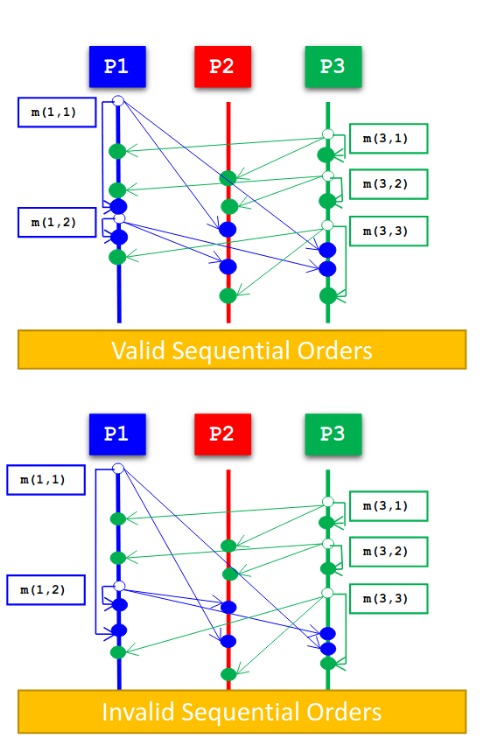 P1 P2 P3
m(1,1)
m(3,1)
m(3,2)
m(1,2)
m(3,3)
Valid Sequential Orders
P1 P2 P3
m(1,1)
m(3,1)
m(3,2)
m(1,2)
m(3,3)
Invalid Sequential Orders